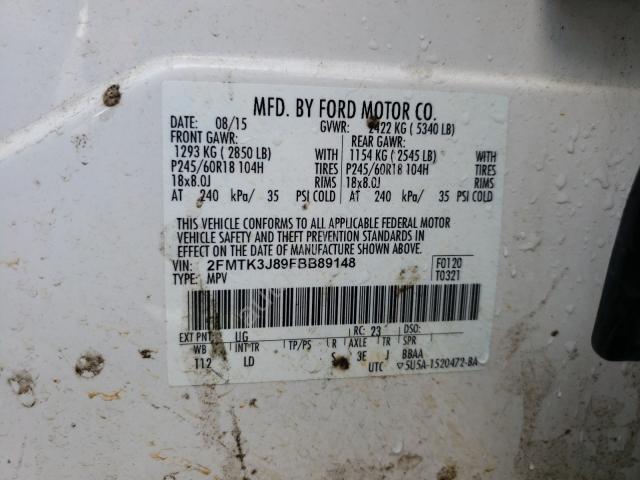 MFD. BY FORD MOTOR CO.
DATE: 08/15 GVWR: 2422 KG ( 5340 LB)
FRONT GAWR: REAR GAWR:
1293 KG ( 2850 LB) WITH 1154 KG ( 2545 LB) WITH
P245/60R18 104H TIRES P245/60R18 104H TIRES
18x8.0J RIMS 18x8.0J RIMS
AT 240 kPa/ 35 PSI COLD AT 240 kPa/ 35 PSI COLD
THIS VEHICLE CONFORMS TO ALL APPLICABLE FEDERAL MOTOR
VEHICLE SAFETY AND THEFT PREVENTION STANDARDS IN
EFFECT ON THE DATE OF MANUFACTURE SHOWN ABOVE.
VIN: 2FMTK3J89FBB89148 F0120
TYPE: MPV T0321
EXT PNT: UG RC: 23 DSO:
WB INT TR TP/PS R AXLE TR SPR
112 LD S 3E J BBAA
UTC ▽5U5A-1520472-BA